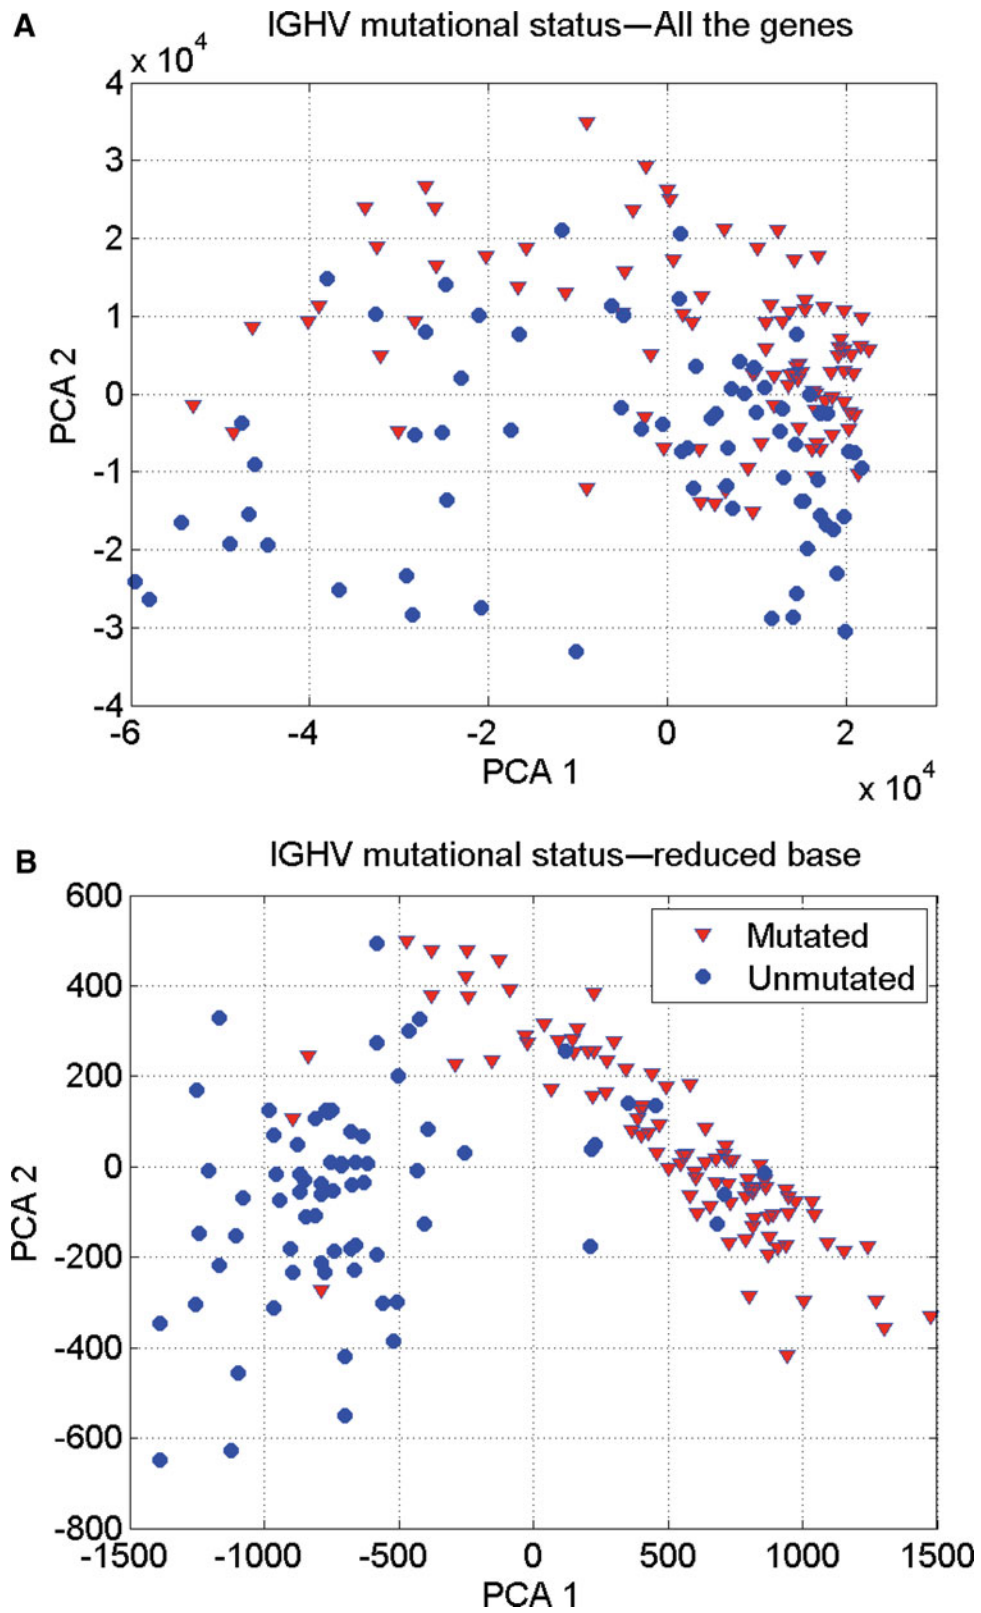 A
IGHV mutational status—All the genes
x 10^4
4
3
2
1
0
-1
-2
-3
-4
PCA 2
-6
-4
-2
0
2
PCA 1
x 10^4
B
IGHV mutational status—reduced base
600
400
200
0
-200
-400
-600
-800
PCA 2
Mutated
Unmutated
-1500
-1000
-500
0
500
1000
1500
PCA 1